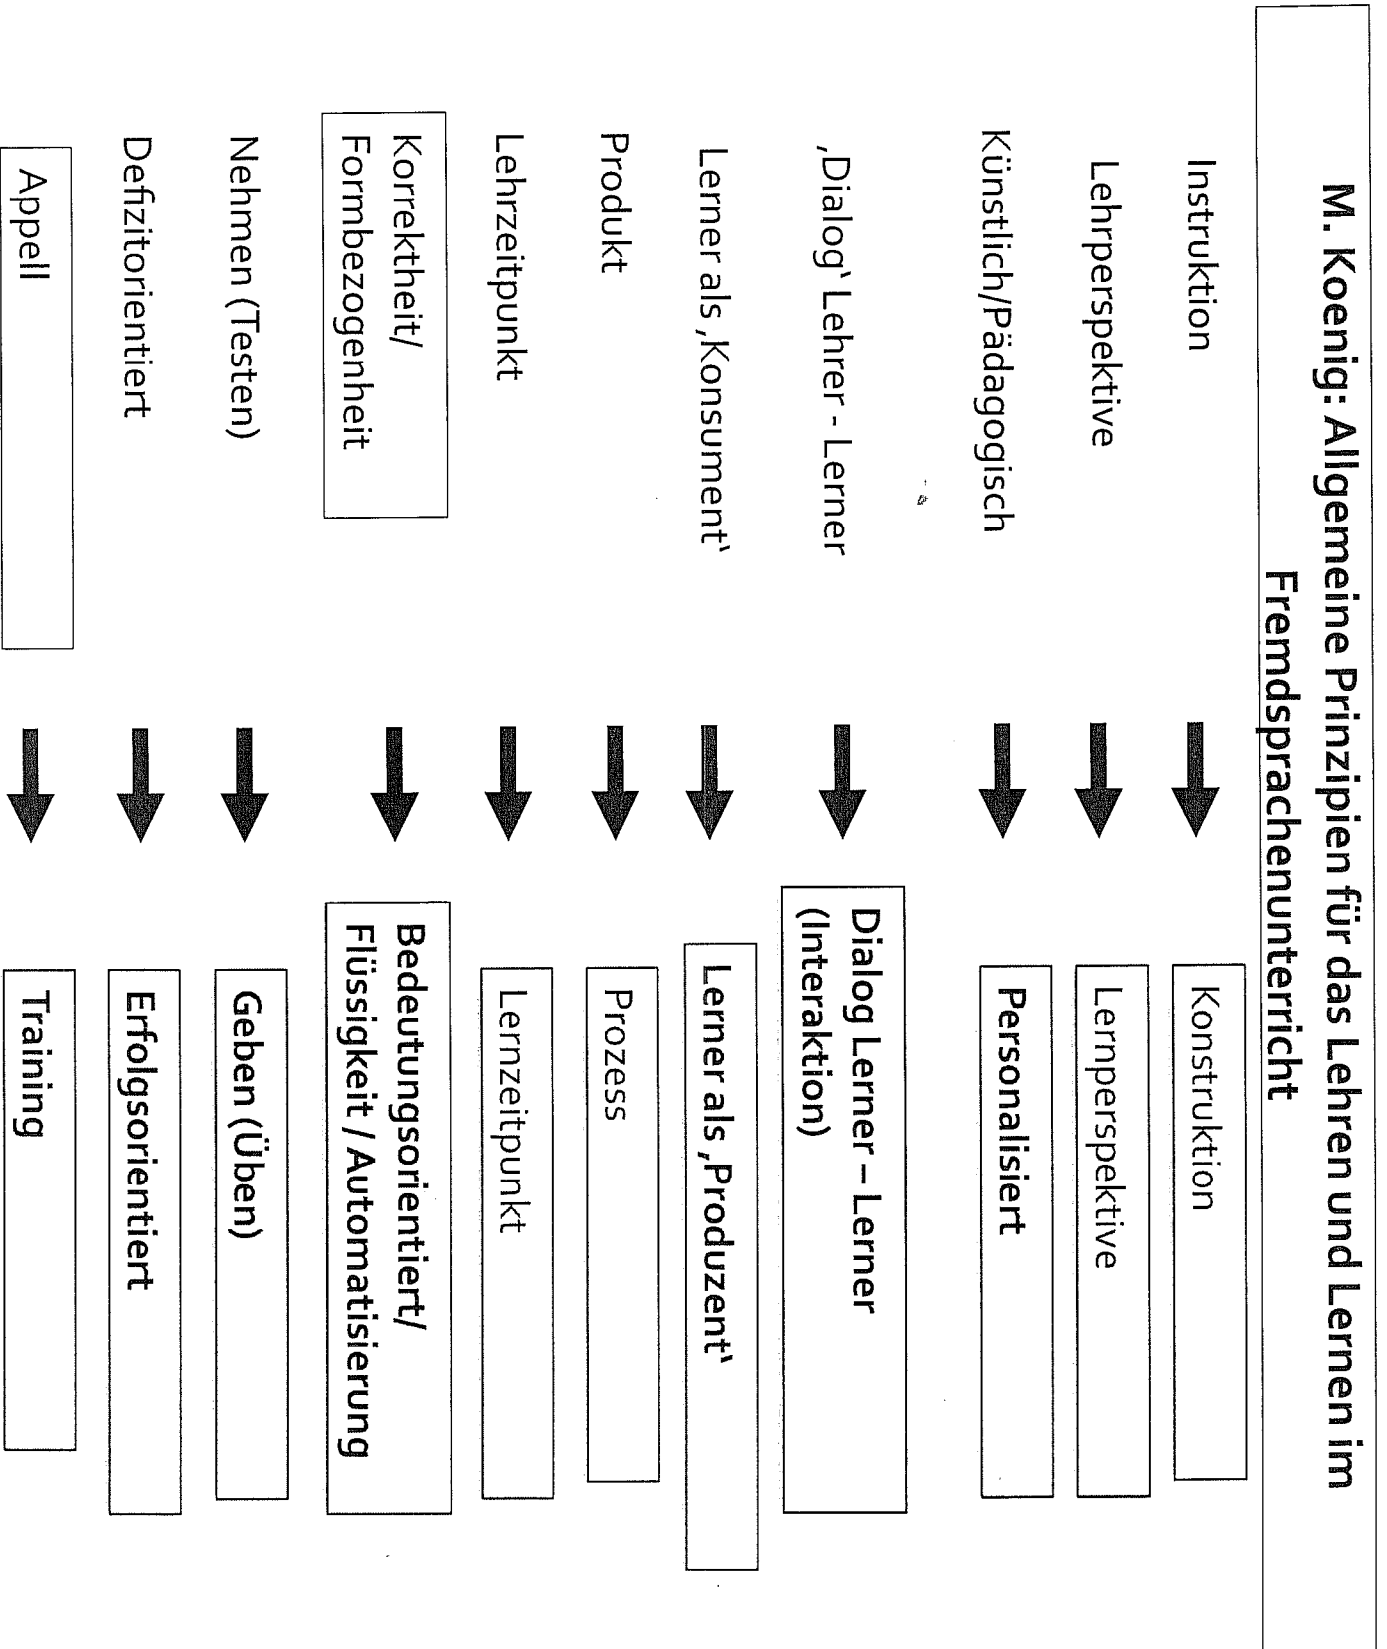 M. Koenig: Allgemeine Prinzipien für das Lehren und Lernen im
Fremdsprachenunterricht
Instruktion
Konstruktion
Lehrperspektive
Lernperspektive
Künstlich/Pädagogisch
Personalisiert
‚Dialog‘ Lehrer - Lerner
Dialog Lerner – Lerner
(Interaktion)
Lerner als ‚Konsument‘
Lerner als ‚Produzent‘
Produkt
Prozess
Lehrzeitpunkt
Lernzeitpunkt
Korrektheit/
Formbezogenheit
Bedeutungsorientiert/
Flüssigkeit / Automatisierung
Nehmen (Testen)
Geben (Üben)
Defizitorientiert
Erfolgsorientiert
Appell
Training